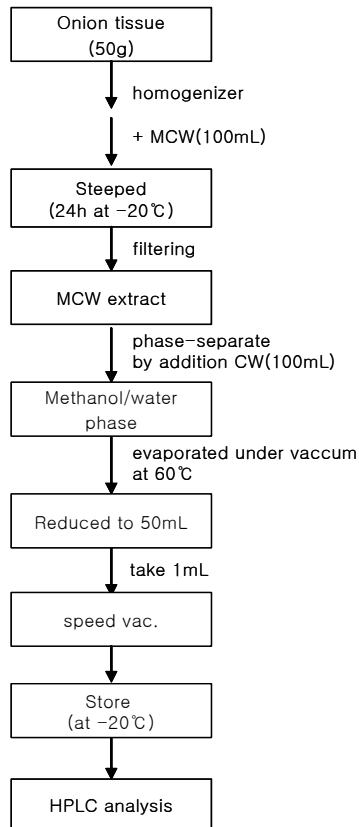 Onion tissue
(50g)
homogenizer
+ MCW(100mL)
Steeped
(24h at -20℃)
filtering
MCW extract
phase-separate
by addition CW(100mL)
Methanol/water
phase
evaporated under vaccum
at 60℃
Reduced to 50mL
take 1mL
speed vac.
Store
(at -20℃)
HPLC analysis